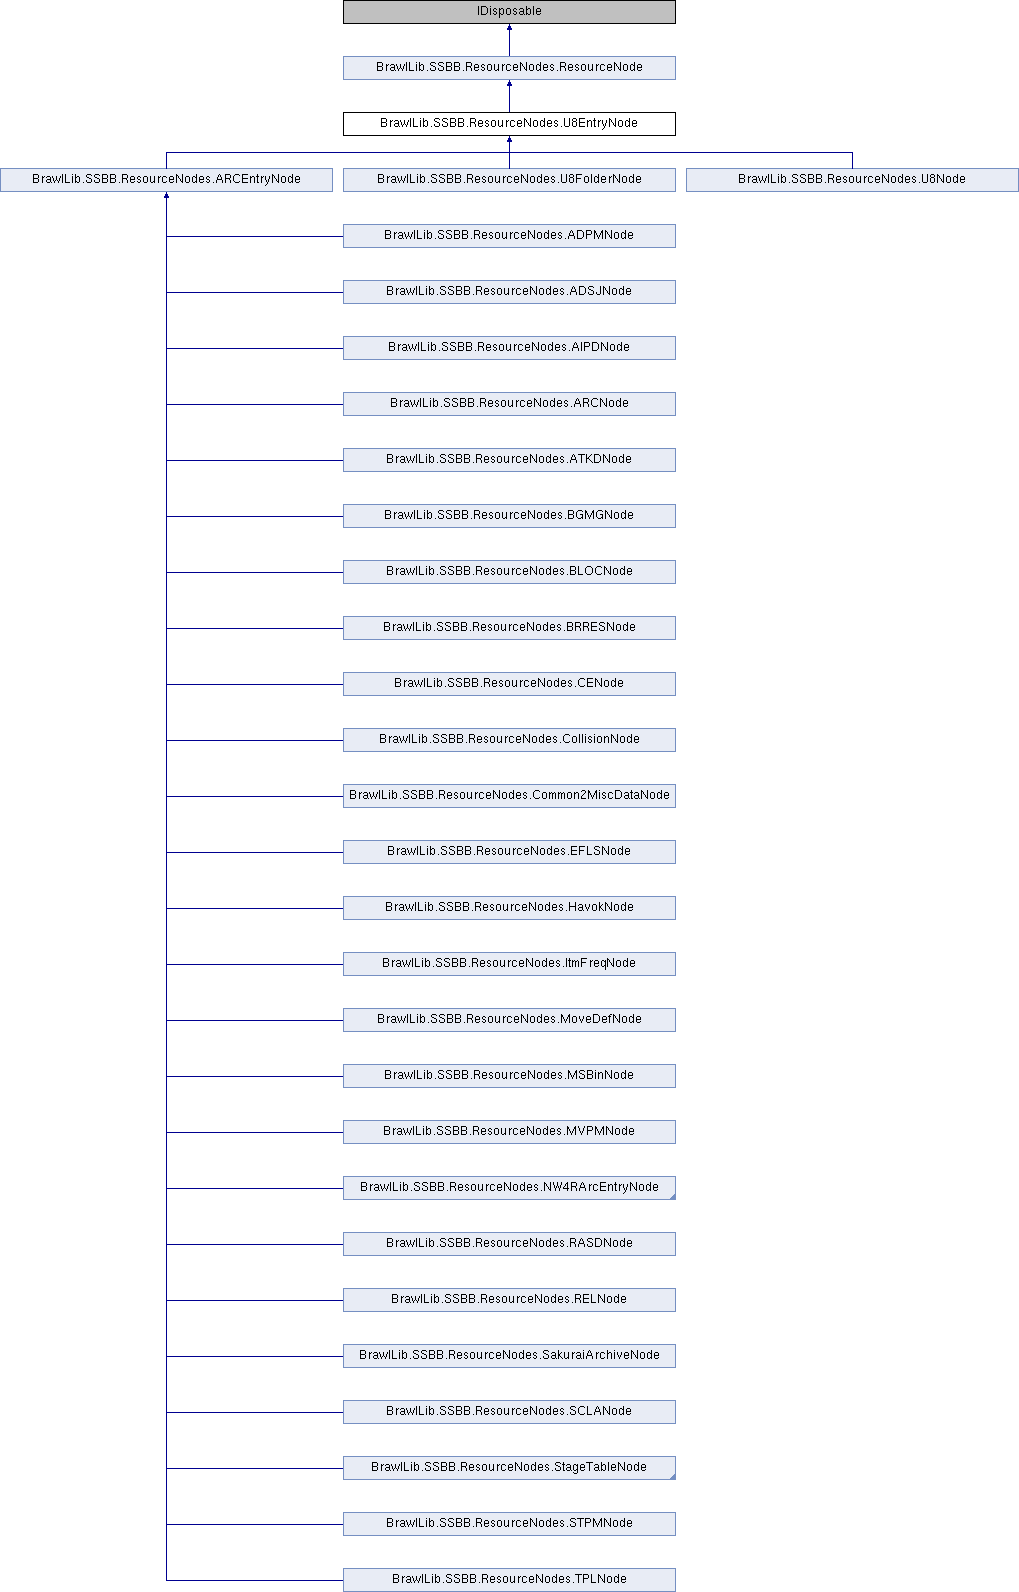 IDisposable
BrawlLib.SSBB.ResourceNodes.ResourceNode
BrawlLib.SSBB.ResourceNodes.U8EntryNode
BrawlLib.SSBB.ResourceNodes.ARCEntryNode
BrawlLib.SSBB.ResourceNodes.U8FolderNode
BrawlLib.SSBB.ResourceNodes.U8Node
BrawlLib.SSBB.ResourceNodes.ADPMNode
BrawlLib.SSBB.ResourceNodes.ADSJNode
BrawlLib.SSBB.ResourceNodes.AIPDNode
BrawlLib.SSBB.ResourceNodes.ARCNode
BrawlLib.SSBB.ResourceNodes.ATKDNode
BrawlLib.SSBB.ResourceNodes.BGMGNode
BrawlLib.SSBB.ResourceNodes.BLOCNode
BrawlLib.SSBB.ResourceNodes.BRRESNode
BrawlLib.SSBB.ResourceNodes.CENode
BrawlLib.SSBB.ResourceNodes.CollisionNode
BrawlLib.SSBB.ResourceNodes.Common2MiscDataNode
BrawlLib.SSBB.ResourceNodes.EFLSNode
BrawlLib.SSBB.ResourceNodes.HavokNode
BrawlLib.SSBB.ResourceNodes.ItmFreqNode
BrawlLib.SSBB.ResourceNodes.MoveDefNode
BrawlLib.SSBB.ResourceNodes.MSBinNode
BrawlLib.SSBB.ResourceNodes.MVPMNode
BrawlLib.SSBB.ResourceNodes.NW4RArcEntryNode
BrawlLib.SSBB.ResourceNodes.RASDNode
BrawlLib.SSBB.ResourceNodes.RELNode
BrawlLib.SSBB.ResourceNodes.SakuraiArchiveNode
BrawlLib.SSBB.ResourceNodes.SCLANode
BrawlLib.SSBB.ResourceNodes.StageTableNode
BrawlLib.SSBB.ResourceNodes.STPMNode
BrawlLib.SSBB.ResourceNodes.TPLNode